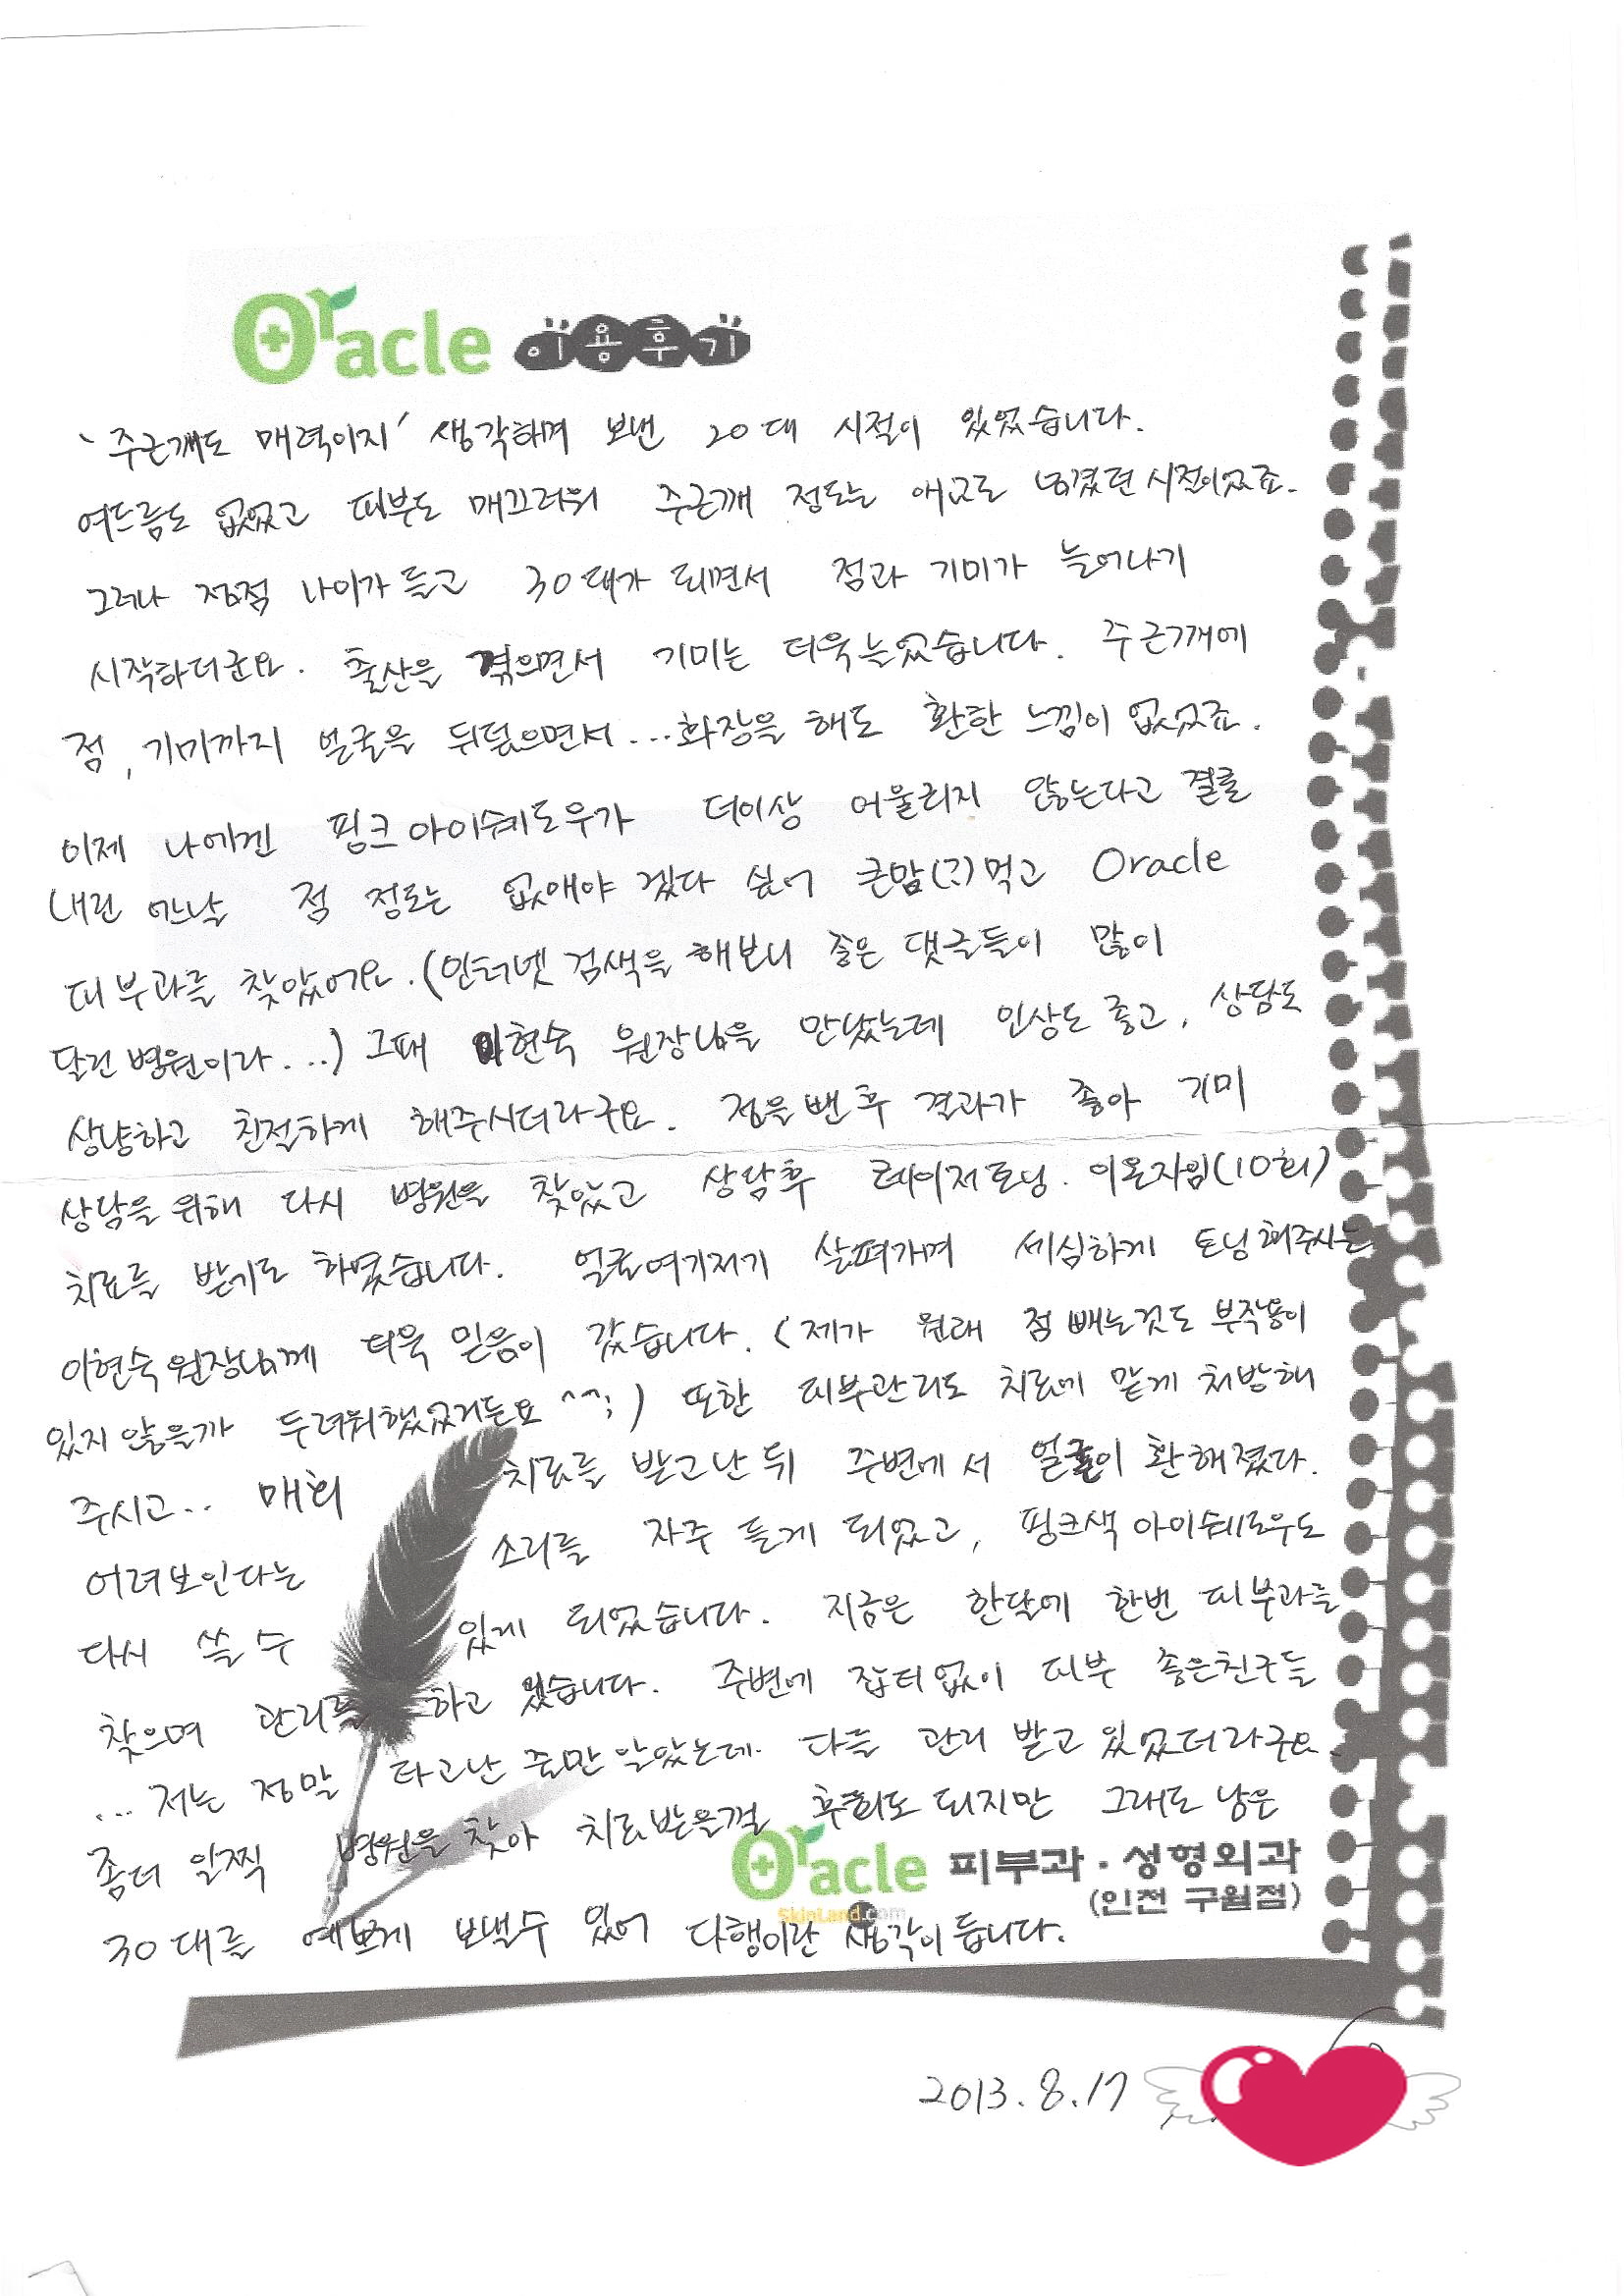 Oracle 이용후기
'주근깨도 매력이지' 생각하며 보낸 20대 시절이 있었습니다.
여드름도 없었고 피부도 매끄러워 주근깨 정도는 애교로 넘겼던 시절이었죠.
그러나 점점 나이가 들고 30대가 되면서 점과 기미가 늘어나기
시작하더군요. 출산을 겪으면서 기미는 더욱 늘었습니다. 주근깨에
점, 기미까지 얼굴을 뒤덮으면서...화장을 해도 환한 느낌이 없었죠.
이제 나에겐 핑크 아이쉐도우가 더이상 어울리지 않는다고 결론
내린 어느날 점 정도는 없애야 겠다 싶어 큰맘(?)먹고 Oracle
피부과를 찾았어요.(인터넷 검색을 해보니 좋은 댓글들이 많이
달린 병원이라...) 그때 이현숙 원장님을 만났는데 인상도 좋고, 상담도
상냥하고 친절하게 해주시더라구요. 점을 뺀 후 결과가 좋아 기미
상담을 위해 다시 병원을 찾았고 상담후 레이저토닝. 이온자임(10회)
치료를 받기로 하였습니다. 얼굴여기저기 살펴가며 세심하게 토닝해주시는
이현숙 원장님께 더욱 믿음이 갔습니다. (제가 원래 점 빼는것도 부작용이
있지 않을까 두려워했었거든요 ^^;) 또한 피부관리도 치료에 맞게 처방해
주시고.. 매회 치료를 받고난 뒤 주변에서 얼굴이 환해졌다.
어려보인다는 소리를 자주 듣게 되었고, 핑크색 아이쉐도우도
다시 쓸 수 있게 되었습니다. 지금은 한달에 한번 피부과를
찾으며 관리를 하고 있습니다. 주변에 잡티없이 피부 좋은친구들
... 저는 정말 타고난 줄만 알았는데. 다들 관리 받고 있었더라구요.
좀더 일찍 병원을 찾아 치료받을껄 후회도 되지만 그래도 남은
30대를 예쁘게 보낼수 있어 다행이란 생각이 듭니다.
Oracle 피부과·성형외과
SkinLand.com (인천 구월점)
2013.8.17